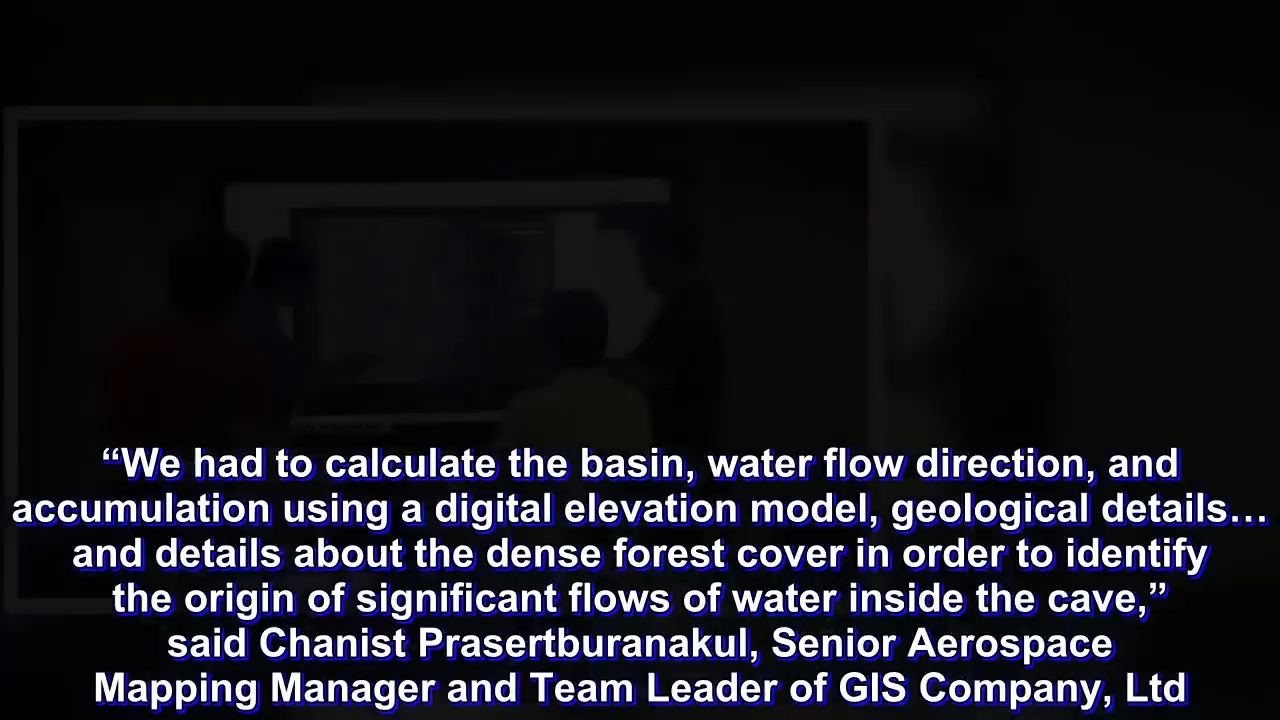 “We had to calculate the basin, water flow direction, and
accumulation using a digital elevation model, geological details…
and details about the dense forest cover in order to identify
the origin of significant flows of water inside the cave,”
said Chanist Prasertburanakul, Senior Aerospace
Mapping Manager and Team Leader of GIS Company, Ltd